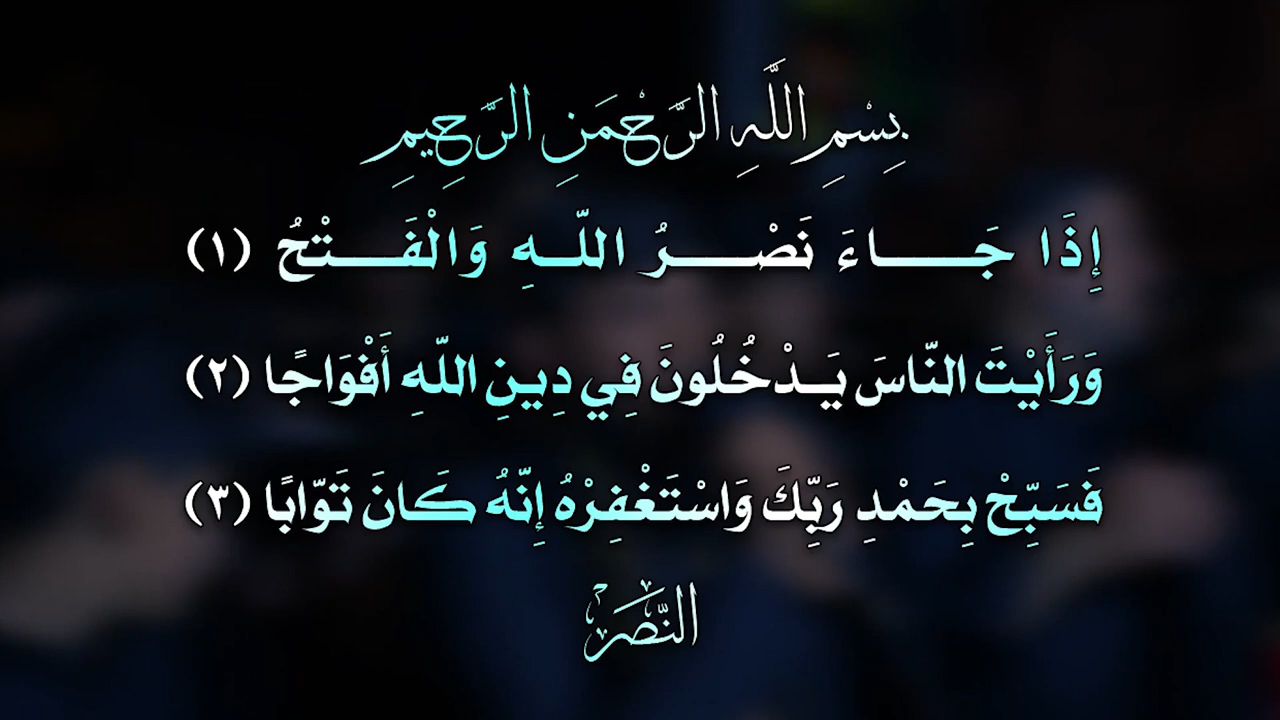 بِسْمِ اللَّهِ الرَّحْمَنِ الرَّحِيمِ
إِذَا جَاءَ نَصْرُ اللّهِ وَالْفَتْحُ (١)
وَرَأَيْتَ النّاسَ يَدْخُلُونَ فِي دِينِ اللّهِ أَفْوَاجًا (٢)
فَسَبِّحْ بِحَمْدِ رَبِّكَ وَاسْتَغْفِرْهُ إِنّهُ كَانَ تَوّابًا (٣)
النَّصر